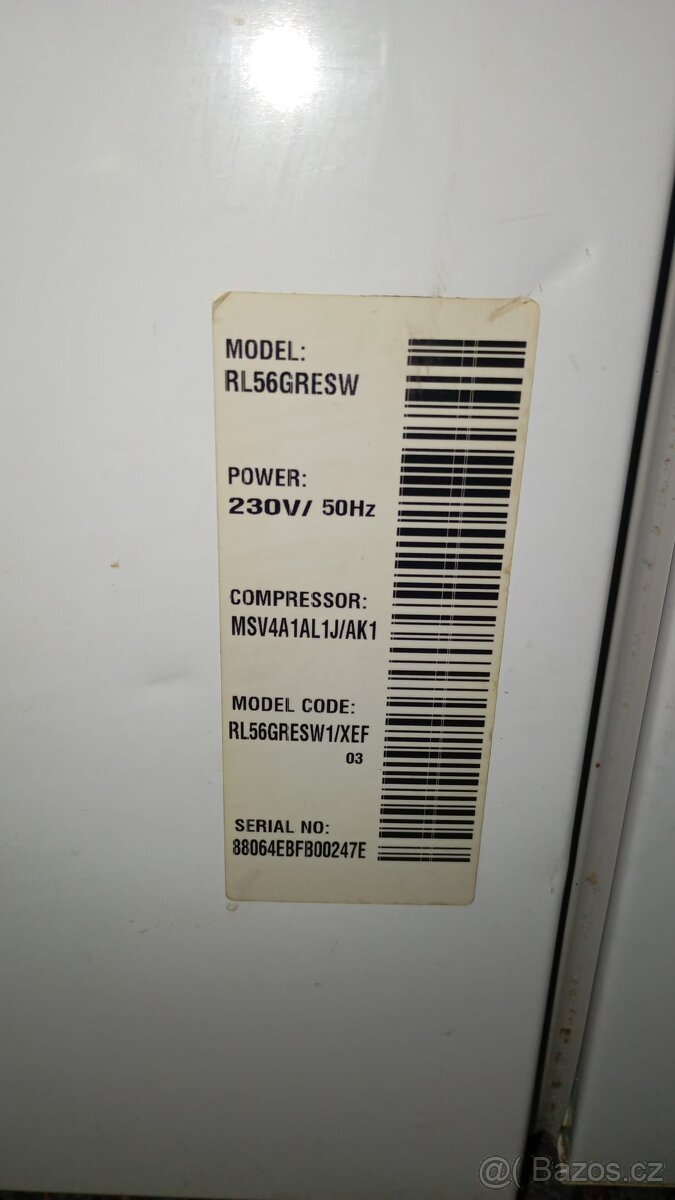 MODEL:
RL56GRESW
POWER:
230V/ 50Hz
COMPRESSOR:
MSV4A1AL1J/AK1
MODEL CODE:
RL56GRESW1/XEF
03
SERIAL NO:
88064EBFB00247E
@( Bazos.cz